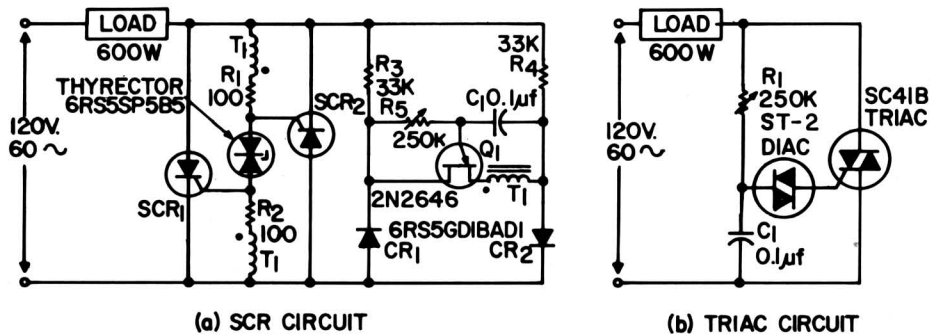 LOAD
600W
120V.
60 ~
THYRECTOR
6RS5SP5B5
T1
R1
100
SCR2
SCR1
R2
100
T1
R3
33K
33K
R4
R5
250K
C1 0.1µf
Q1
2N2646
T1
6RS5GDIBADI
CR1
CR2
(a) SCR CIRCUIT
LOAD
600W
120V.
60 ~
R1
250K
ST-2
DIAC
SC41B
TRIAC
C1
0.1µf
(b) TRIAC CIRCUIT